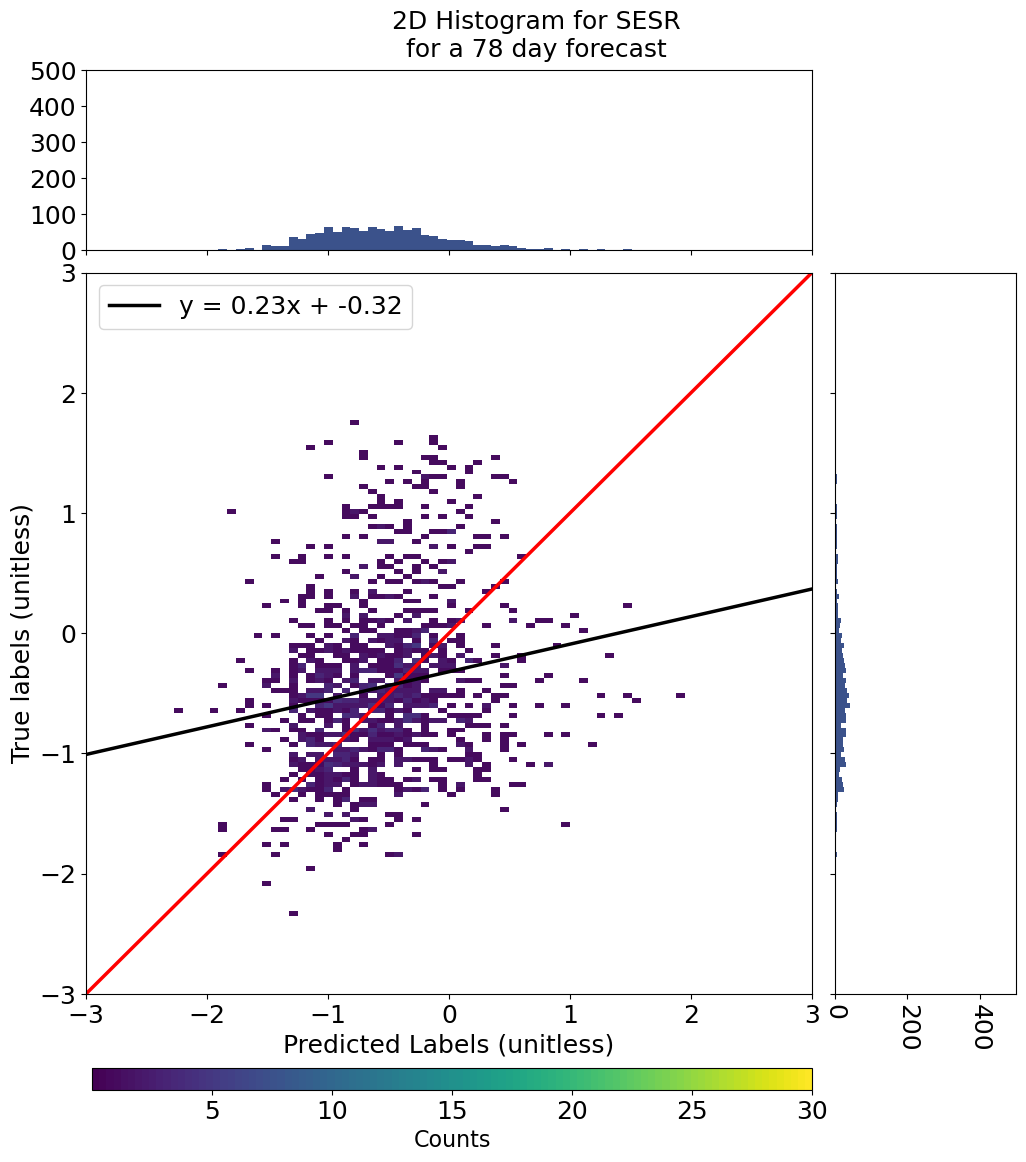 2D Histogram for SESR
for a 78 day forecast
500
400
300
200
100
0
3
2
1
0
−1
−2
−3
y = 0.23x + -0.32
True labels (unitless)
−3 −2 −1 0 1 2 3
Predicted Labels (unitless)
0 200 400
5 10 15 20 25 30
Counts